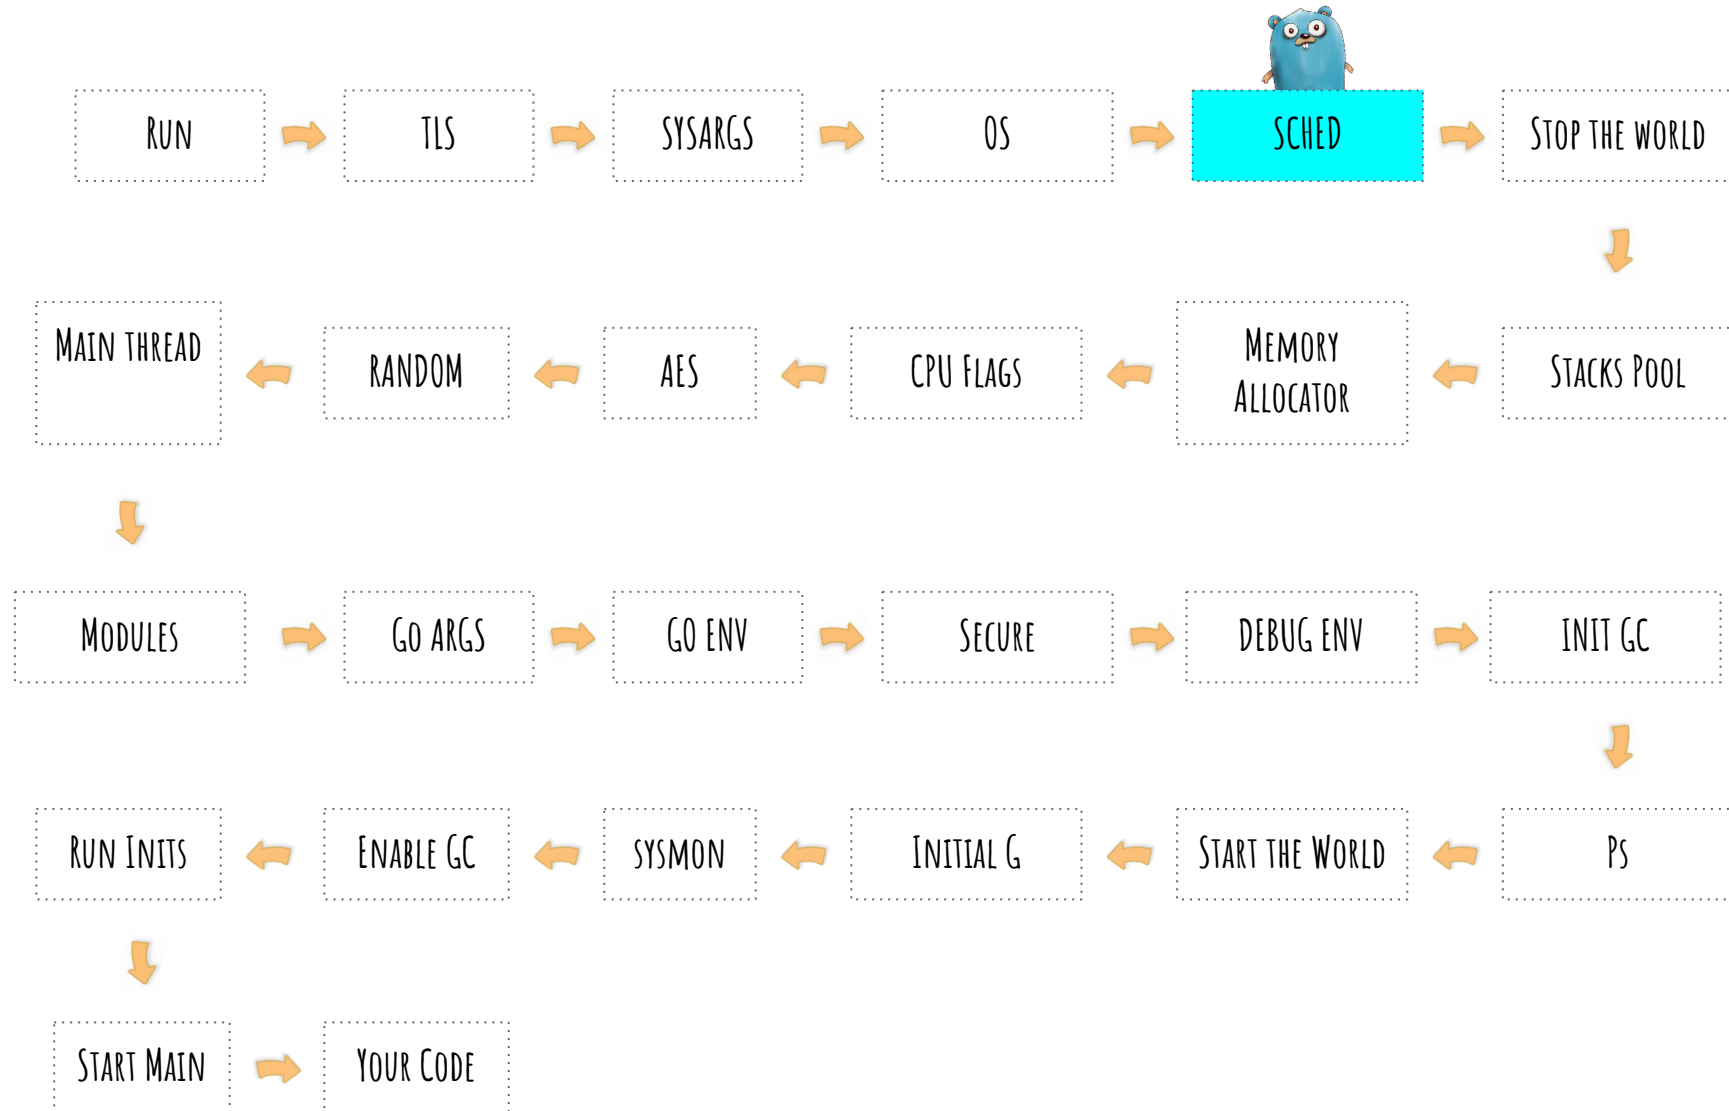 Run
TLS
SYSARGS
OS
SCHED
Stop the world
Stacks Pool
Memory
Allocator
CPU Flags
AES
RANDOM
Main thread
Modules
Go ARGS
GO ENV
Secure
DEBUG ENV
INIT GC
Ps
Start the World
Initial G
sysmon
Enable GC
Run Inits
Start Main
Your Code